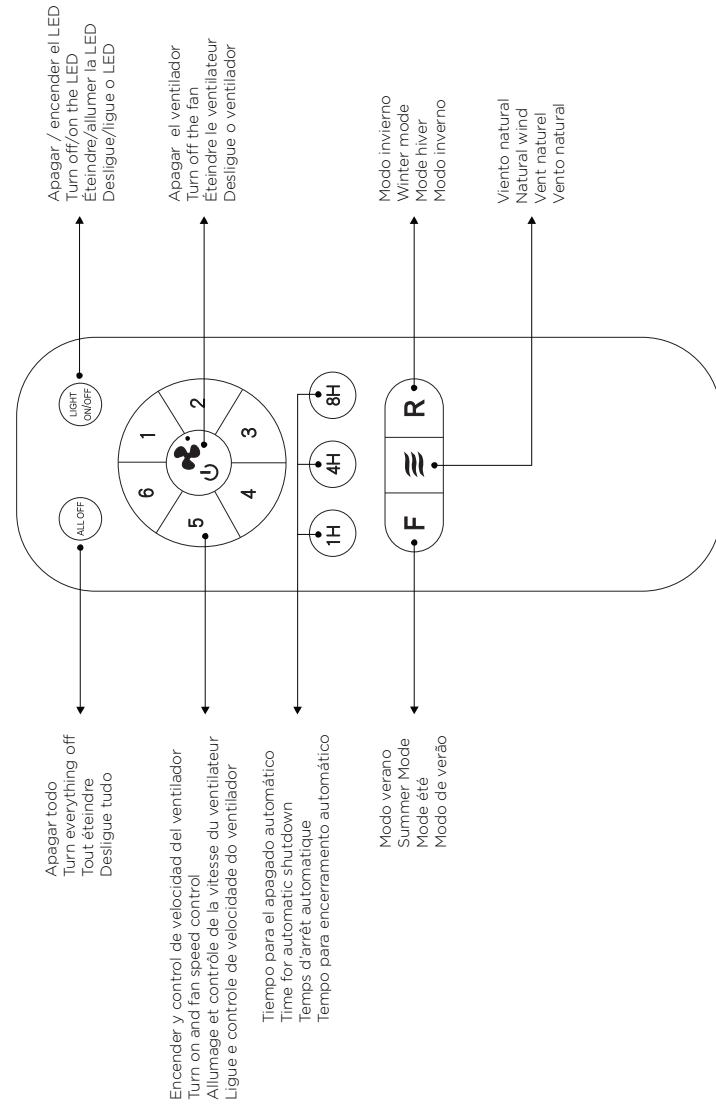 Apagar todo
Turn everything off
Tout éteindre
Desligue tudo
Apagar / encender el LED
Turn off/on the LED
Éteindre/allumer la LED
Desligue/ligue o LED
ALL OFF
LIGHT
ON/OFF
Encender y control de velocidad del ventilador
Turn on and fan speed control
Allumage et contrôle de la vitesse du ventilateur
Ligue e controle de velocidade do ventilador
Apagar el ventilador
Turn off the fan
Éteindre le ventilateur
Desligue o ventilador
1
2
3
4
5
6
Tiempo para el apagado automático
Time for automatic shutdown
Temps d'arrêt automatique
Tempo para encerramento automático
1H
4H
8H
Modo verano
Summer Mode
Mode été
Modo de verão
F
R
Modo invierno
Winter mode
Mode hiver
Modo inverno
Viento natural
Natural wind
Vent naturel
Vento natural